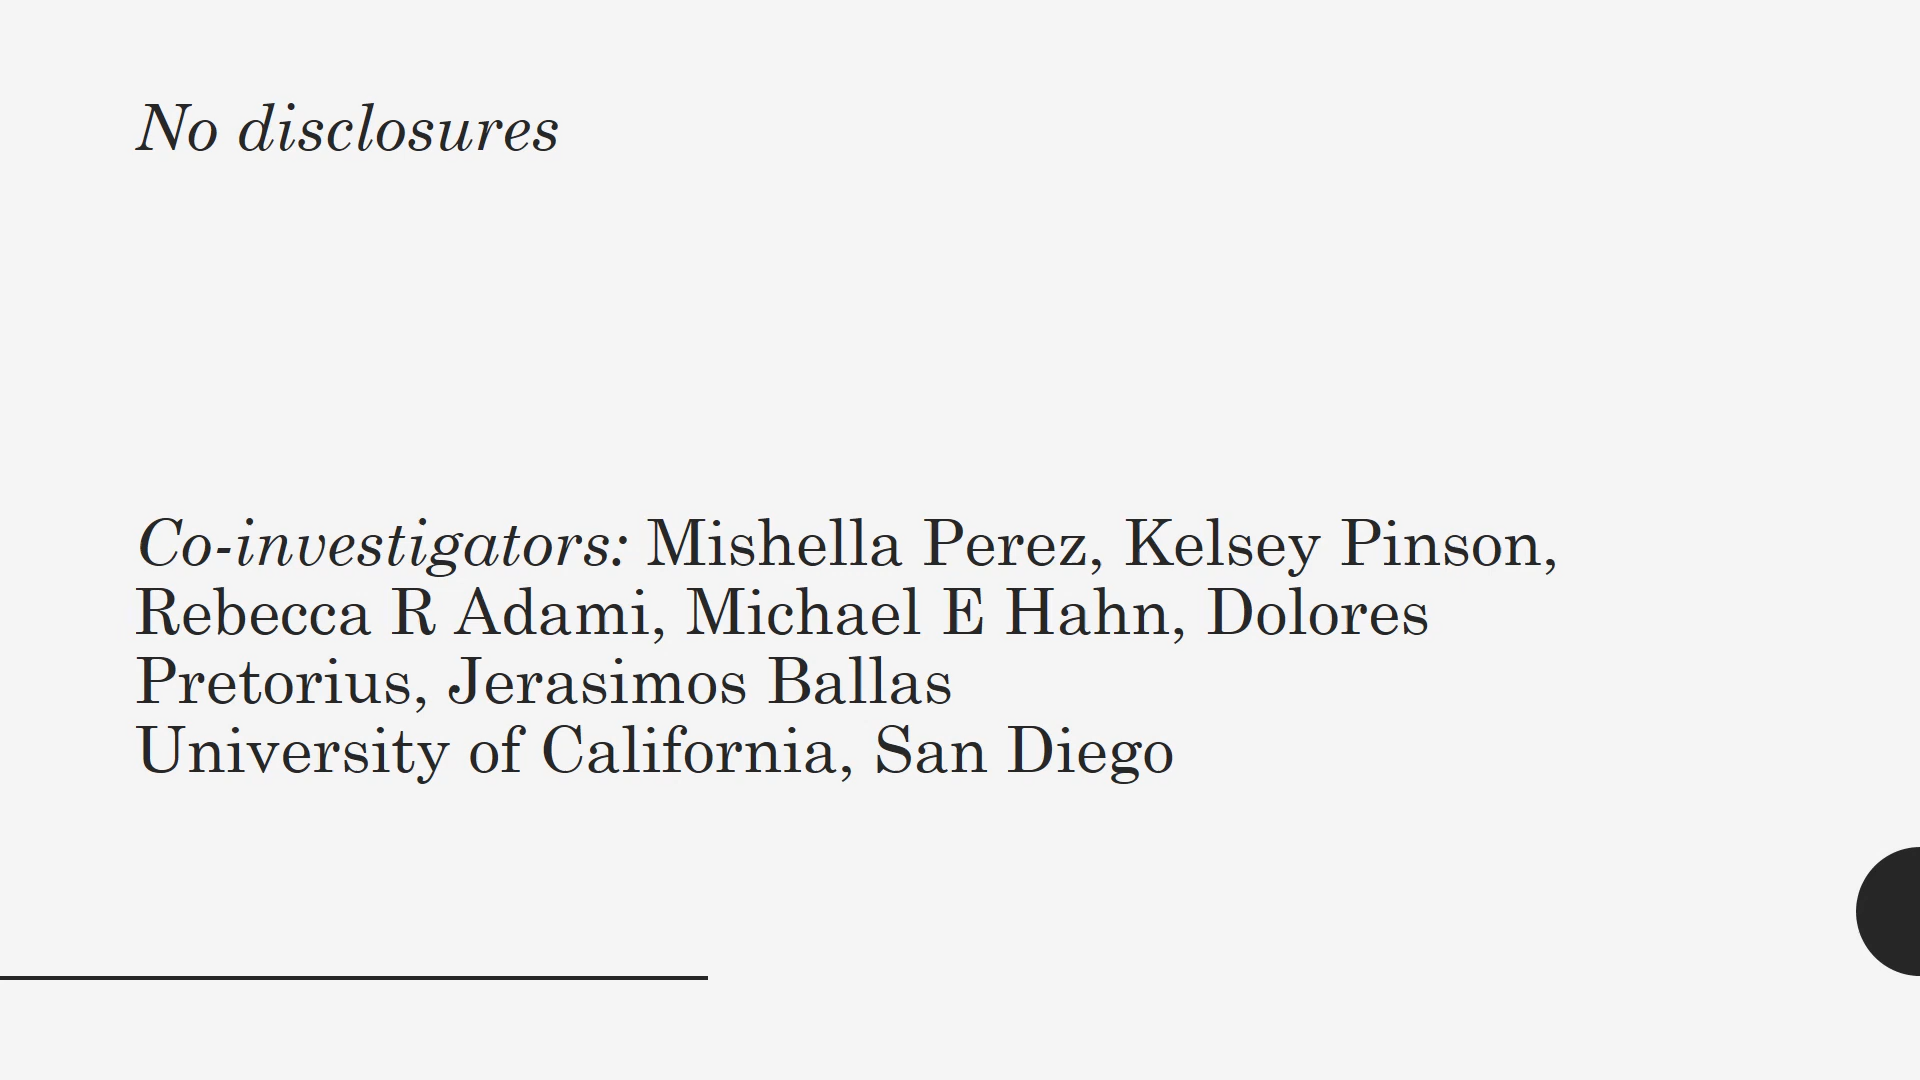 No disclosures
Co-investigators: Mishella Perez, Kelsey Pinson,
Rebecca R Adami, Michael E Hahn, Dolores
Pretorius, Jerasimos Ballas
University of California, San Diego